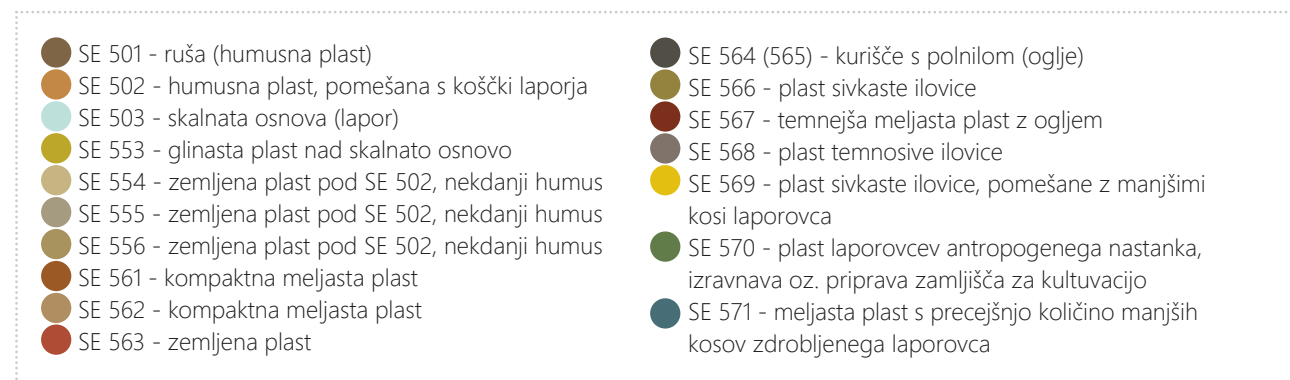 SE 501 - ruša (humusna plast)
SE 502 - humusna plast, pomešana s koščki laporja
SE 503 - skalnata osnova (lapor)
SE 553 - glinasta plast nad skalnato osnovo
SE 554 - zemljena plast pod SE 502, nekdanji humus
SE 555 - zemljena plast pod SE 502, nekdanji humus
SE 556 - zemljena plast pod SE 502, nekdanji humus
SE 561 - kompaktna meljasta plast
SE 562 - kompaktna meljasta plast
SE 563 - zemljena plast
SE 564 (565) - kurišče s polnilom (oglje)
SE 566 - plast sivkaste ilovice
SE 567 - temnejša meljasta plast z ogljem
SE 568 - plast temnosive ilovice
SE 569 - plast sivkaste ilovice, pomešane z manjšimi
kosi laporovca
SE 570 - plast laporovcev antropogenega nastanka,
izravnava oz. priprava zamljišča za kultuvacijo
SE 571 - meljasta plast s precejšnjo količino manjših
kosov zdrobljenega laporovca